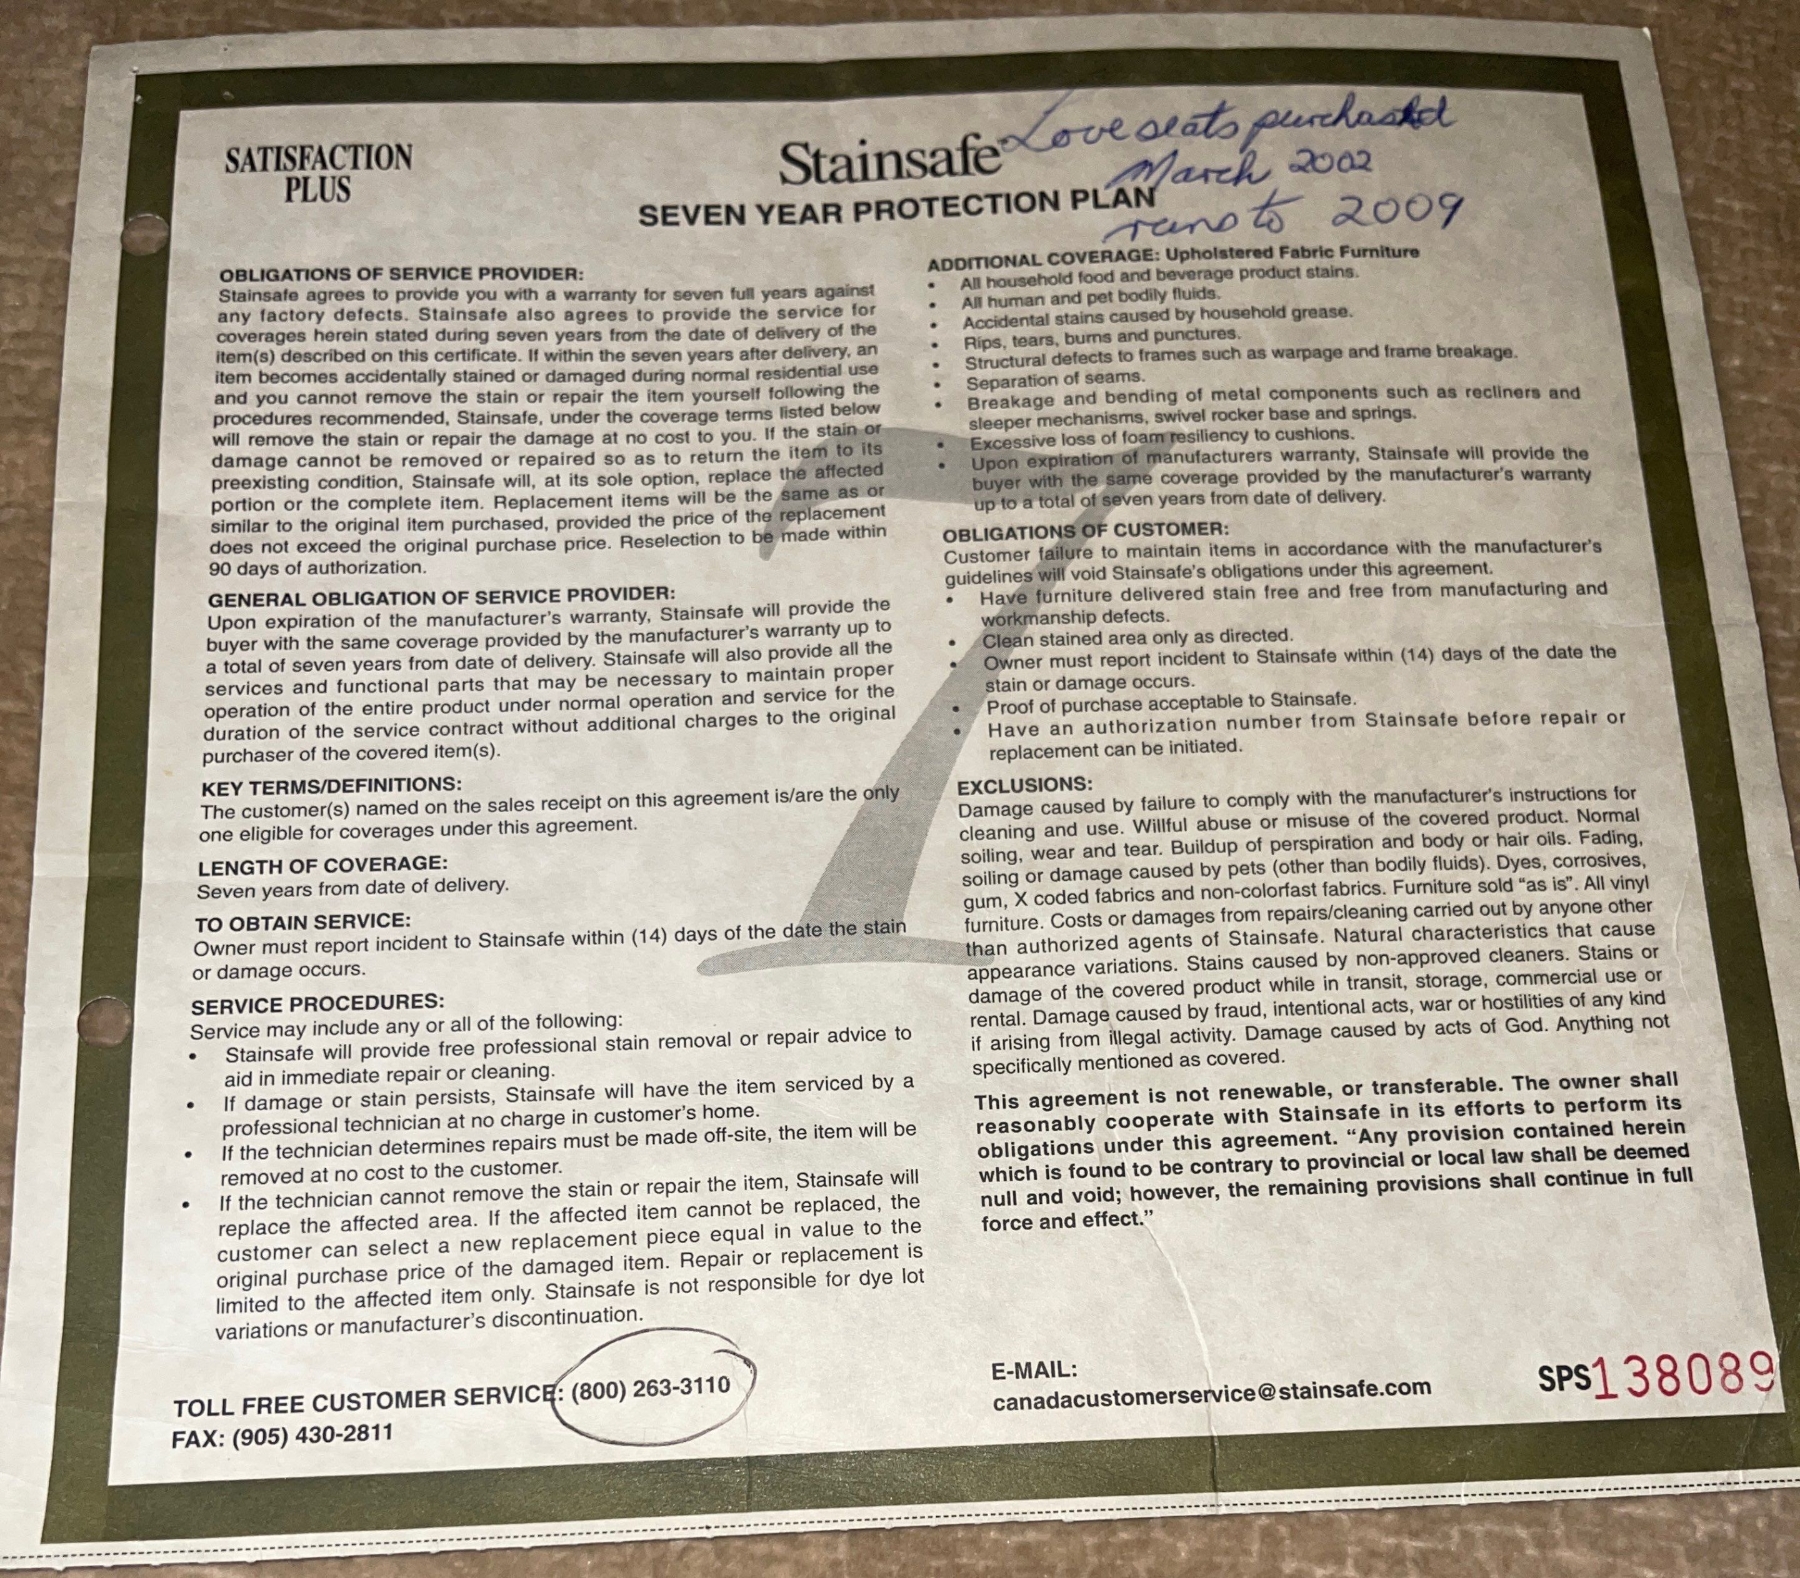 SATISFACTION
PLUS
Stainsafe
SEVEN YEAR PROTECTION PLAN
Love seats purchased
March 2002
runs to 2009
OBLIGATIONS OF SERVICE PROVIDER:
Stainsafe agrees to provide you with a warranty for seven full years against
any factory defects. Stainsafe also agrees to provide the service for
coverages herein stated during seven years from the date of delivery of the
item(s) described on this certificate. If within the seven years after delivery, an
item becomes accidentally stained or damaged during normal residential use
and you cannot remove the stain or repair the item yourself following the
procedures recommended, Stainsafe, under the coverage terms listed below
will remove the stain or repair the damage at no cost to you. If the stain or
damage cannot be removed or repaired so as to return the item to its
preexisting condition, Stainsafe will, at its sole option, replace the affected
portion or the complete item. Replacement items will be the same as or
similar to the original item purchased, provided the price of the replacement
does not exceed the original purchase price. Reselection to be made within
90 days of authorization.
GENERAL OBLIGATION OF SERVICE PROVIDER:
Upon expiration of the manufacturer's warranty, Stainsafe will provide the
buyer with the same coverage provided by the manufacturer's warranty up to
a total of seven years from date of delivery. Stainsafe will also provide all the
services and functional parts that may be necessary to maintain proper
operation of the entire product under normal operation and service for the
duration of the service contract without additional charges to the original
purchaser of the covered item(s).
KEY TERMS/DEFINITIONS:
The customer(s) named on the sales receipt on this agreement is/are the only
one eligible for coverages under this agreement.
LENGTH OF COVERAGE:
Seven years from date of delivery.
TO OBTAIN SERVICE:
Owner must report incident to Stainsafe within (14) days of the date the stain
or damage occurs.
SERVICE PROCEDURES:
Service may include any or all of the following:
• Stainsafe will provide free professional stain removal or repair advice to
aid in immediate repair or cleaning.
• If damage or stain persists, Stainsafe will have the item serviced by a
professional technician at no charge in customer's home.
• If the technician determines repairs must be made off-site, the item will be
removed at no cost to the customer.
• If the technician cannot remove the stain or repair the item, Stainsafe will
replace the affected area. If the affected item cannot be replaced, the
customer can select a new replacement piece equal in value to the
original purchase price of the damaged item. Repair or replacement is
limited to the affected item only. Stainsafe is not responsible for dye lot
variations or manufacturer's discontinuation.
TOLL FREE CUSTOMER SERVICE: (800) 263-3110
FAX: (905) 430-2811
ADDITIONAL COVERAGE: Upholstered Fabric Furniture
• All household food and beverage product stains.
• All human and pet bodily fluids.
• Accidental stains caused by household grease.
• Rips, tears, burns and punctures.
• Structural defects to frames such as warpage and frame breakage.
• Separation of seams.
• Breakage and bending of metal components such as recliners and
sleeper mechanisms, swivel rocker base and springs.
• Excessive loss of foam resiliency to cushions.
• Upon expiration of manufacturers warranty, Stainsafe will provide the
buyer with the same coverage provided by the manufacturer's warranty
up to a total of seven years from date of delivery.
OBLIGATIONS OF CUSTOMER:
Customer failure to maintain items in accordance with the manufacturer's
guidelines will void Stainsafe's obligations under this agreement.
• Have furniture delivered stain free and free from manufacturing and
workmanship defects.
• Clean stained area only as directed.
• Owner must report incident to Stainsafe within (14) days of the date the
stain or damage occurs.
• Proof of purchase acceptable to Stainsafe.
• Have an authorization number from Stainsafe before repair or
replacement can be initiated.
EXCLUSIONS:
Damage caused by failure to comply with the manufacturer's instructions for
cleaning and use. Willful abuse or misuse of the covered product. Normal
soiling, wear and tear. Buildup of perspiration and body or hair oils. Fading,
soiling or damage caused by pets (other than bodily fluids). Dyes, corrosives,
gum, X coded fabrics and non-colorfast fabrics. Furniture sold "as is". All vinyl
furniture. Costs or damages from repairs/cleaning carried out by anyone other
than authorized agents of Stainsafe. Natural characteristics that cause
appearance variations. Stains caused by non-approved cleaners. Stains or
damage of the covered product while in transit, storage, commercial use or
rental. Damage caused by fraud, intentional acts, war or hostilities of any kind
if arising from illegal activity. Damage caused by acts of God. Anything not
specifically mentioned as covered.
This agreement is not renewable, or transferable. The owner shall
reasonably cooperate with Stainsafe in its efforts to perform its
obligations under this agreement. "Any provision contained herein
which is found to be contrary to provincial or local law shall be deemed
null and void; however, the remaining provisions shall continue in full
force and effect."
E-MAIL:
canadacustomerservice@stainsafe.com
SPS138089
7